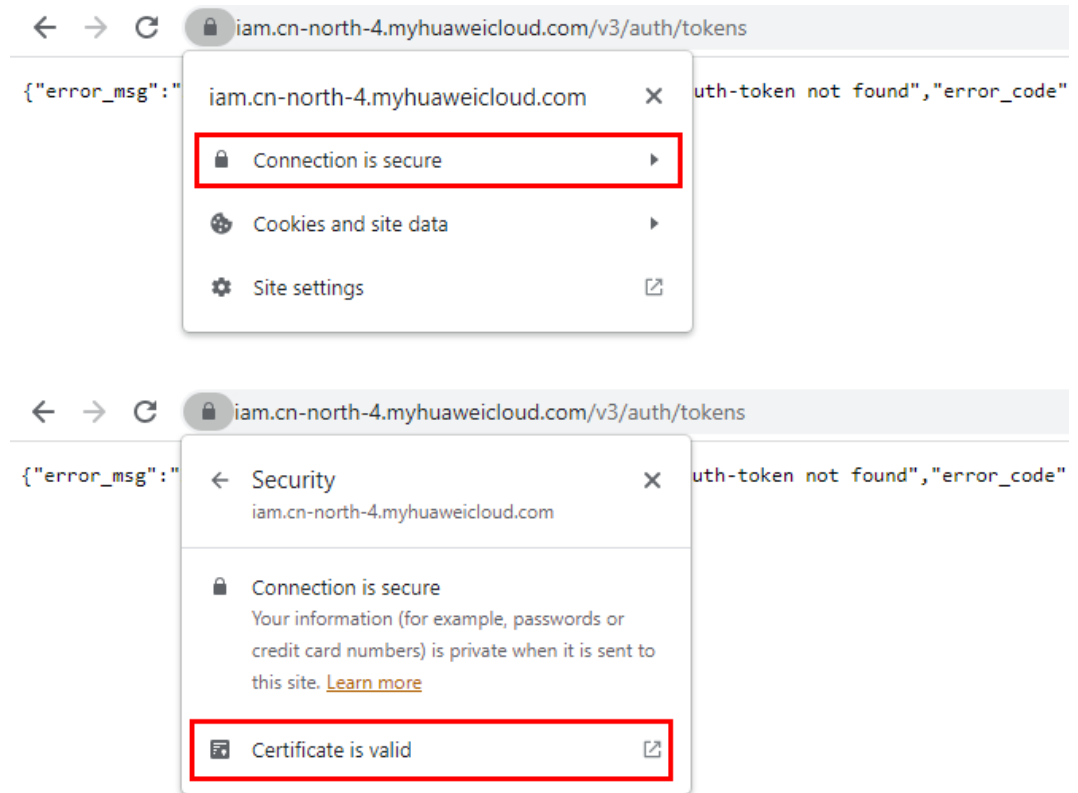 iam.cn-north-4.myhuaweicloud.com/v3/auth/tokens
{"error_msg":" uth-token not found","error_code"
iam.cn-north-4.myhuaweicloud.com
Connection is secure
Cookies and site data
Site settings
iam.cn-north-4.myhuaweicloud.com/v3/auth/tokens
{"error_msg":" uth-token not found","error_code"
Security
iam.cn-north-4.myhuaweicloud.com
Connection is secure
Your information (for example, passwords or
credit card numbers) is private when it is sent to
this site. Learn more
Certificate is valid